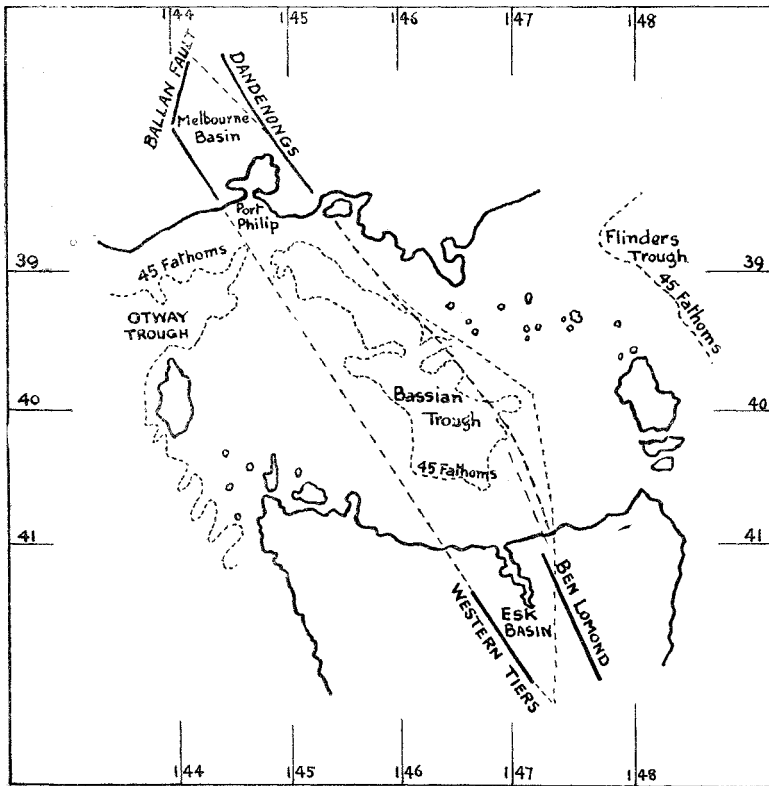 144
145
146
147
148
BALLAN FAULT
DANDENONGS
Melbourne
Basin
Port
Philip
39
45 Fathoms
Flinders
Trough
39
45 Fathoms
OTWAY
TROUGH
40
Bassian
Trough
40
45 Fathoms
41
41
ESK
BASIN
WESTERN TIERS
BEN LOMOND
144
145
146
147
148